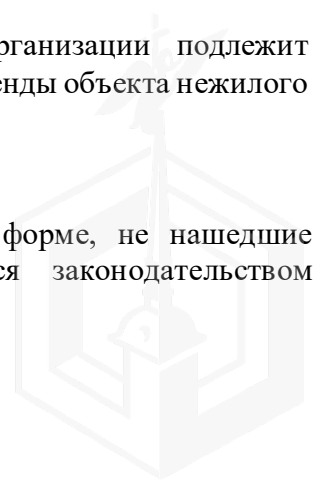 рганизации подлежит
енды объекта нежилого
форме, не нашедшие
ся законодательством